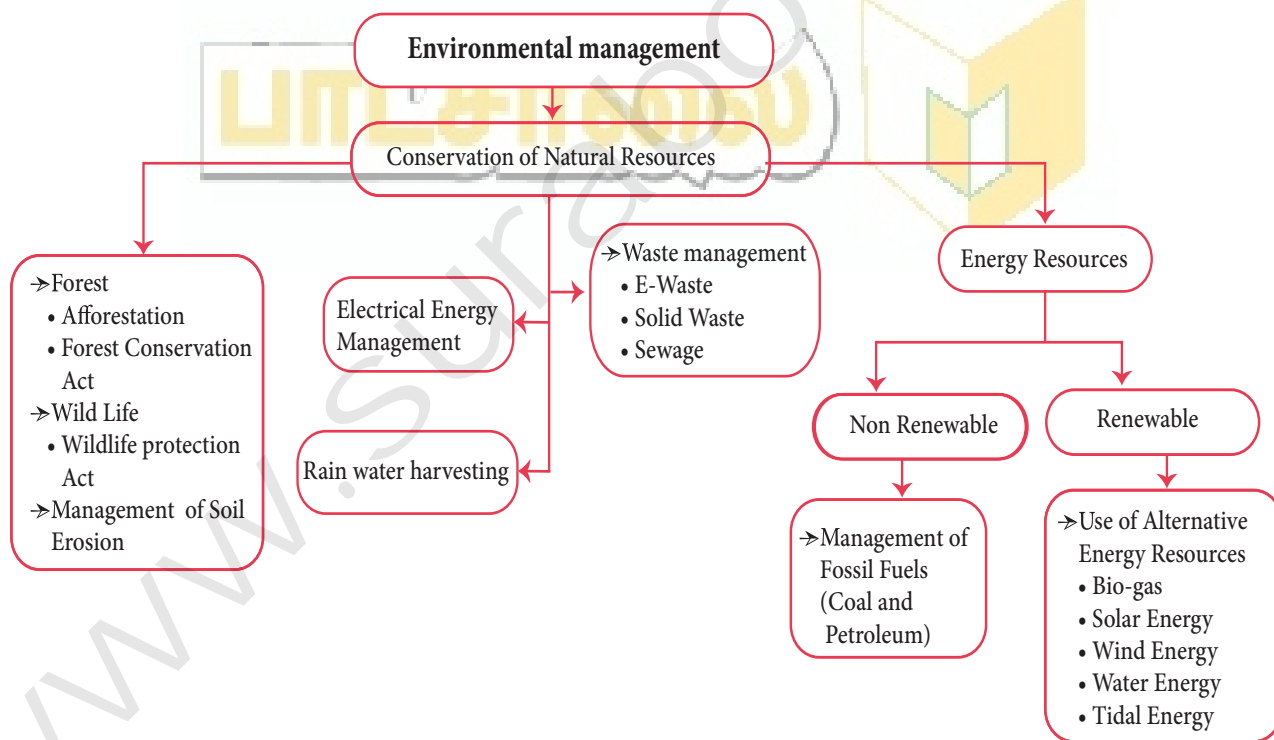 Environmental management
பாடசாலை
Conservation of Natural Resources
→Forest
• Afforestation
• Forest Conservation
Act
→Wild Life
• Wildlife protection
Act
→Management of Soil
Erosion
Electrical Energy
Management
Rain water harvesting
→Waste management
• E-Waste
• Solid Waste
• Sewage
Energy Resources
Non Renewable
→Management of
Fossil Fuels
(Coal and
Petroleum)
Renewable
→Use of Alternative
Energy Resources
• Bio-gas
• Solar Energy
• Wind Energy
• Water Energy
• Tidal Energy